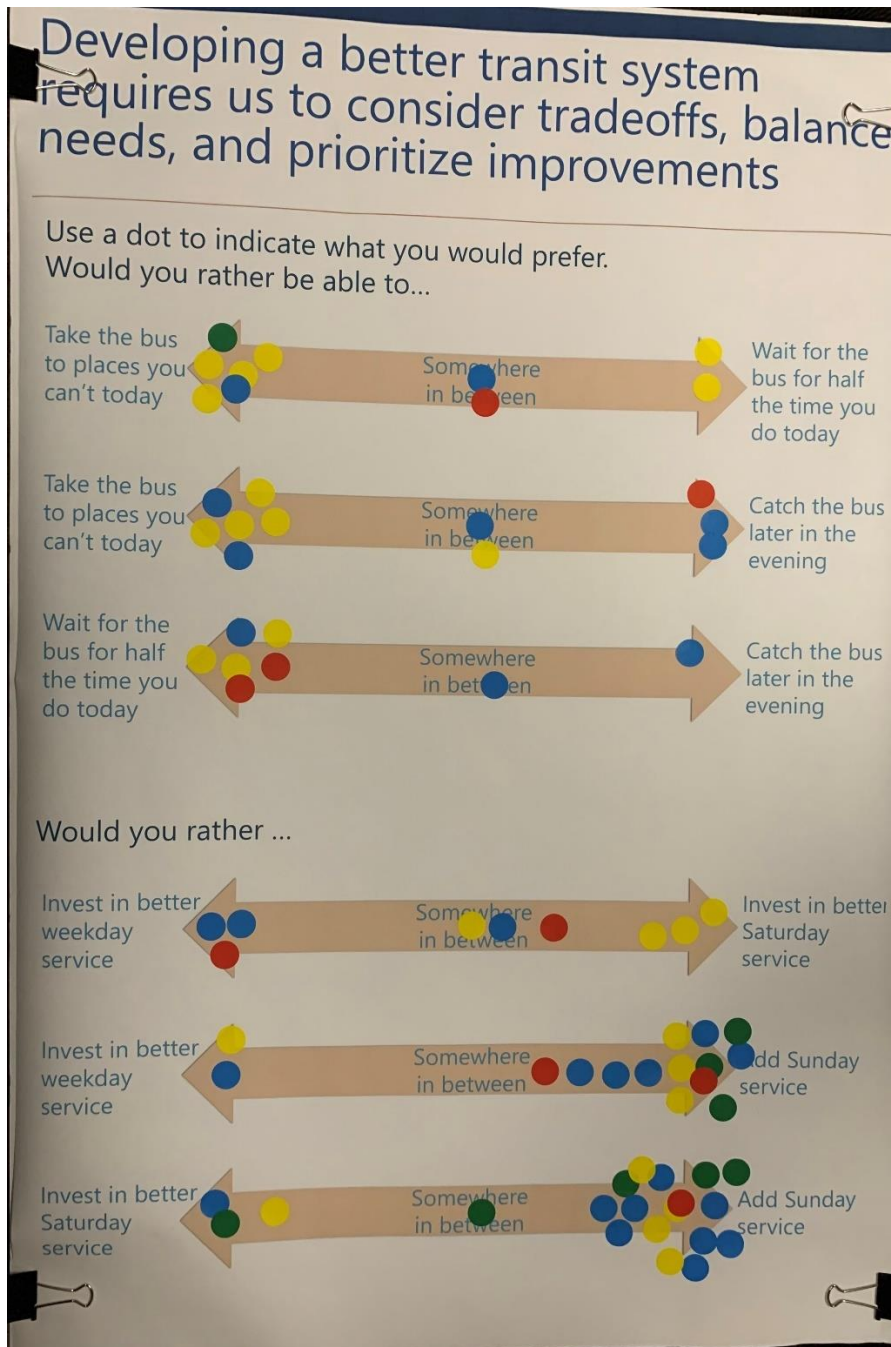 Developing a better transit system
requires us to consider tradeoffs, balance
needs, and prioritize improvements
Use a dot to indicate what you would prefer.
Would you rather be able to...
Take the bus
to places you
can't today
Somewhere
in between
Wait for the
bus for half
the time you
do today
Take the bus
to places you
can't today
Somewhere
in between
Catch the bus
later in the
evening
Wait for the
bus for half
the time you
do today
Somewhere
in between
Catch the bus
later in the
evening
Would you rather ...
Invest in better
weekday
service
Somewhere
in between
Invest in better
Saturday
service
Invest in better
weekday
service
Somewhere
in between
Add Sunday
service
Invest in better
Saturday
service
Somewhere
in between
Add Sunday
service